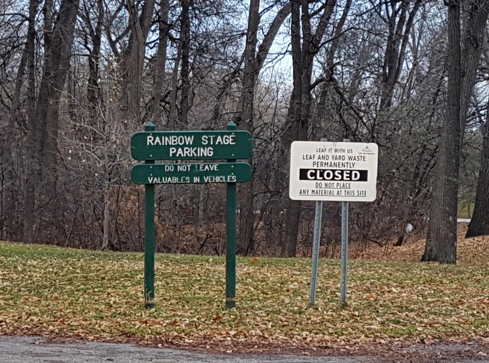 RAINBOW STAGE
PARKING
DO NOT LEAVE
VALUABLES IN VEHICLES
LEAF IT WITH US
LEAF AND YARD WASTE
PERMANENTLY
CLOSED
DO NOT PLACE
ANY MATERIAL AT THIS SITE